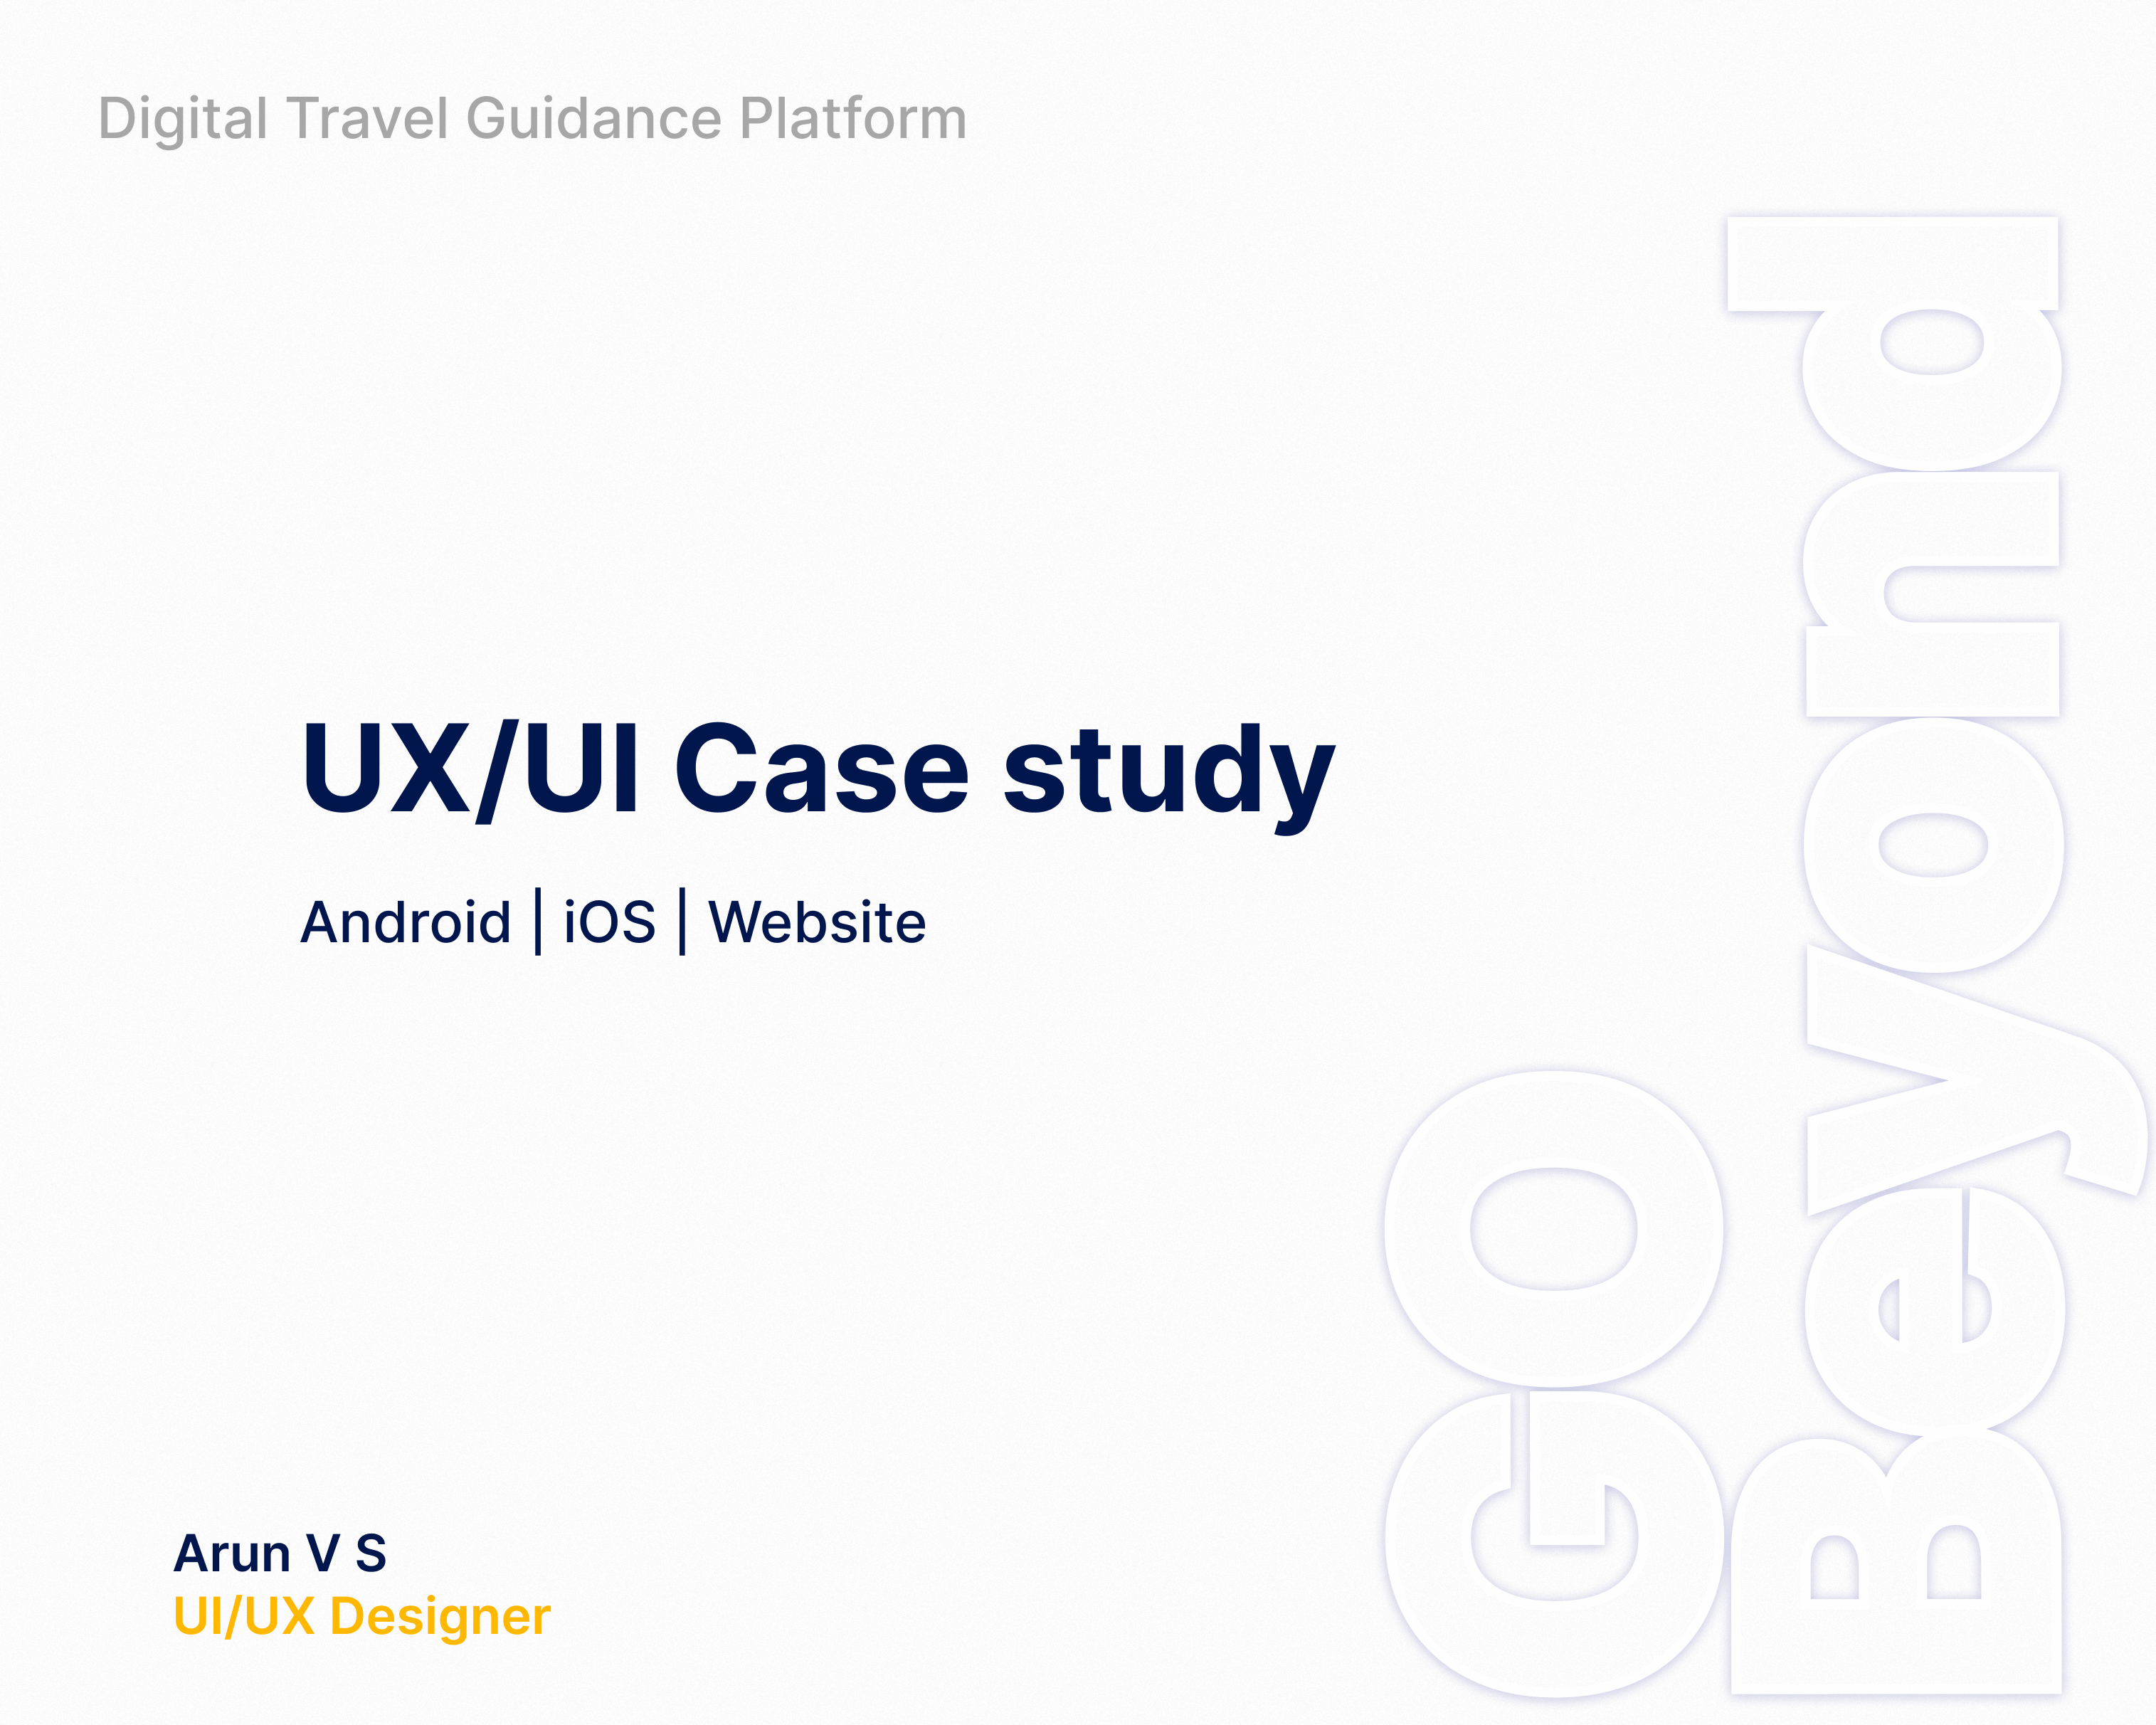 Digital Travel Guidance Platform
UX/UI Case study
Android | iOS | Website
GO
Beyond
Arun V S
UI/UX Designer